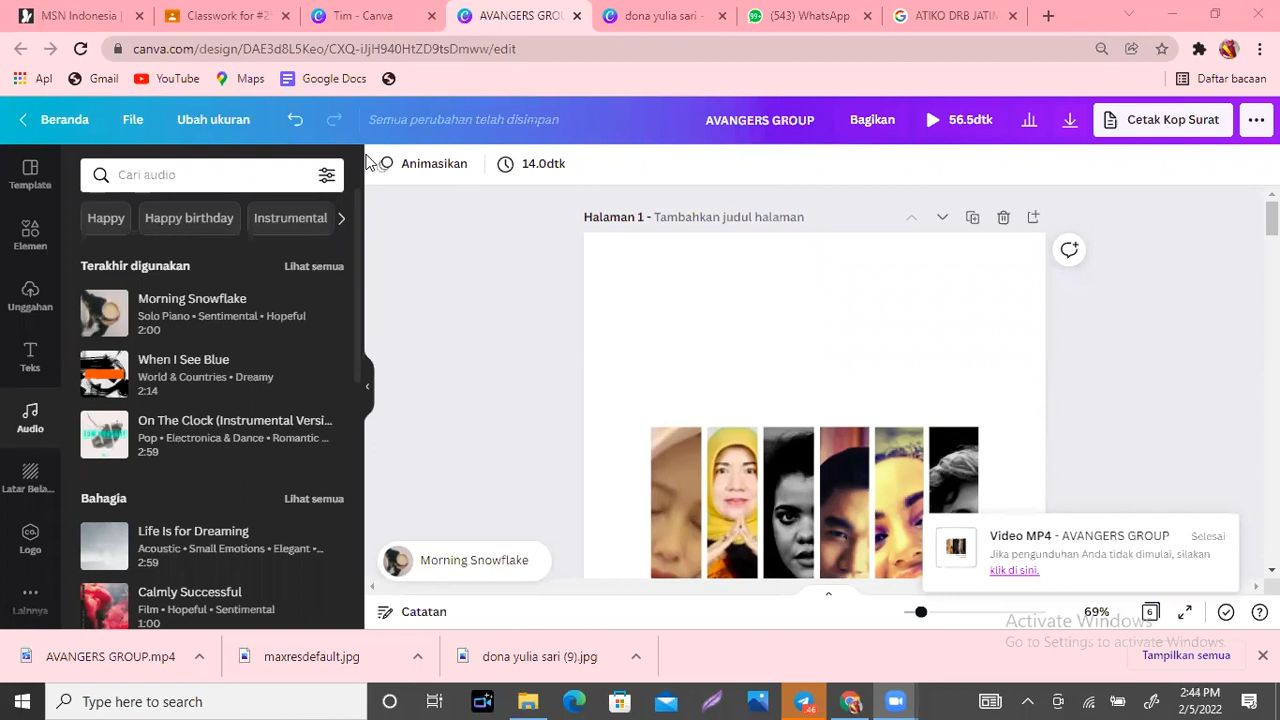 MSN Indonesia |
Classwork for #2
Tim - Canva
AVANGERS GROU
dona yulia sari -
(543) WhatsApp
ATIKO DRB JATIM
canva.com/design/DAE3d8L5Keo/CXQ-iJjH940HtZD9tsDmww/edit
Apl
Gmail
YouTube
Maps
Google Docs
Daftar bacaan
Beranda
File
Ubah ukuran
Semua perubahan telah disimpan
AVANGERS GROUP
Bagikan
56.5dtk
Cetak Kop Surat
Template
Elemen
Unggahan
Teks
Audio
Latar Bela...
Logo
Lainnya
Cari audio
Happy
Happy birthday
Instrumental
Terakhir digunakan
Lihat semua
Morning Snowflake
Solo Piano • Sentimental • Hopeful
2:00
When I See Blue
World & Countries • Dreamy
2:14
On The Clock (Instrumental Versi...
Pop • Electronica & Dance • Romantic ...
2:59
Bahagia
Lihat semua
Life Is for Dreaming
Acoustic • Small Emotions • Elegant •...
2:59
Calmly Successful
Film • Hopeful • Sentimental
1:00
Animasikan
14.0dtk
Halaman 1 - Tambahkan judul halaman
Morning Snowflake
Video MP4 - AVANGERS GROUP
Selesai
Jika pengunduhan Anda tidak dimulai, silakan
klik di sini.
Catatan
69%
6
Activate Windows
Go to Settings to activate Windows.
AVANGERS GROUP.mp4
maxresdefault.jpg
dona yulia sari (9).jpg
Tampilkan semua
Type here to search
46
2:44 PM
2/5/2022